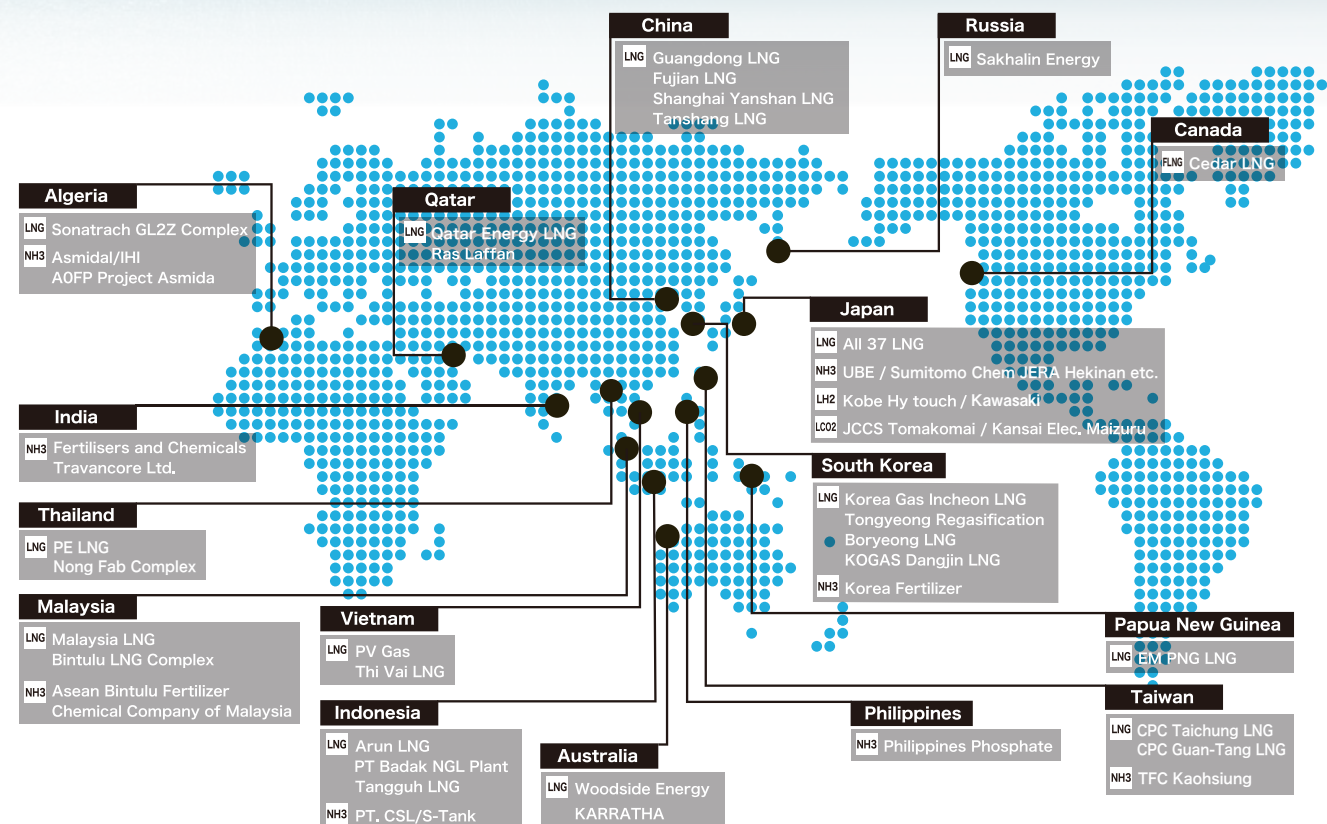 China
LNG Guangdong LNG
Fujian LNG
Shanghai Yanshan LNG
Tanshang LNG
Russia
LNG Sakhalin Energy
Canada
FLNG Cedar LNG
Algeria
LNG Sonatrach GL2Z Complex
NH3 Asmidal/IHI
A0FP Project Asmida
Qatar
LNG Qatar Energy LNG
Ras Laffan
Japan
LNG All 37 LNG
NH3 UBE / Sumitomo Chem JERA Hekinan etc.
LH2 Kobe Hy touch / Kawasaki
LCO2 JCCS Tomakomai / Kansai Elec. Maizuru
India
NH3 Fertilisers and Chemicals
Travancore Ltd.
South Korea
LNG Korea Gas Incheon LNG
Tongyeong Regasification
Boryeong LNG
KOGAS Dangjin LNG
NH3 Korea Fertilizer
Thailand
LNG PE LNG
Nong Fab Complex
Malaysia
LNG Malaysia LNG
Bintulu LNG Complex
NH3 Asean Bintulu Fertilizer
Chemical Company of Malaysia
Vietnam
LNG PV Gas
Thi Vai LNG
Papua New Guinea
LNG EM PNG LNG
Indonesia
LNG Arun LNG
PT Badak NGL Plant
Tangguh LNG
NH3 PT. CSL/S-Tank
Australia
LNG Woodside Energy
KARRATHA
Philippines
NH3 Philippines Phosphate
Taiwan
LNG CPC Taichung LNG
CPC Guan-Tang LNG
NH3 TFC Kaohsiung